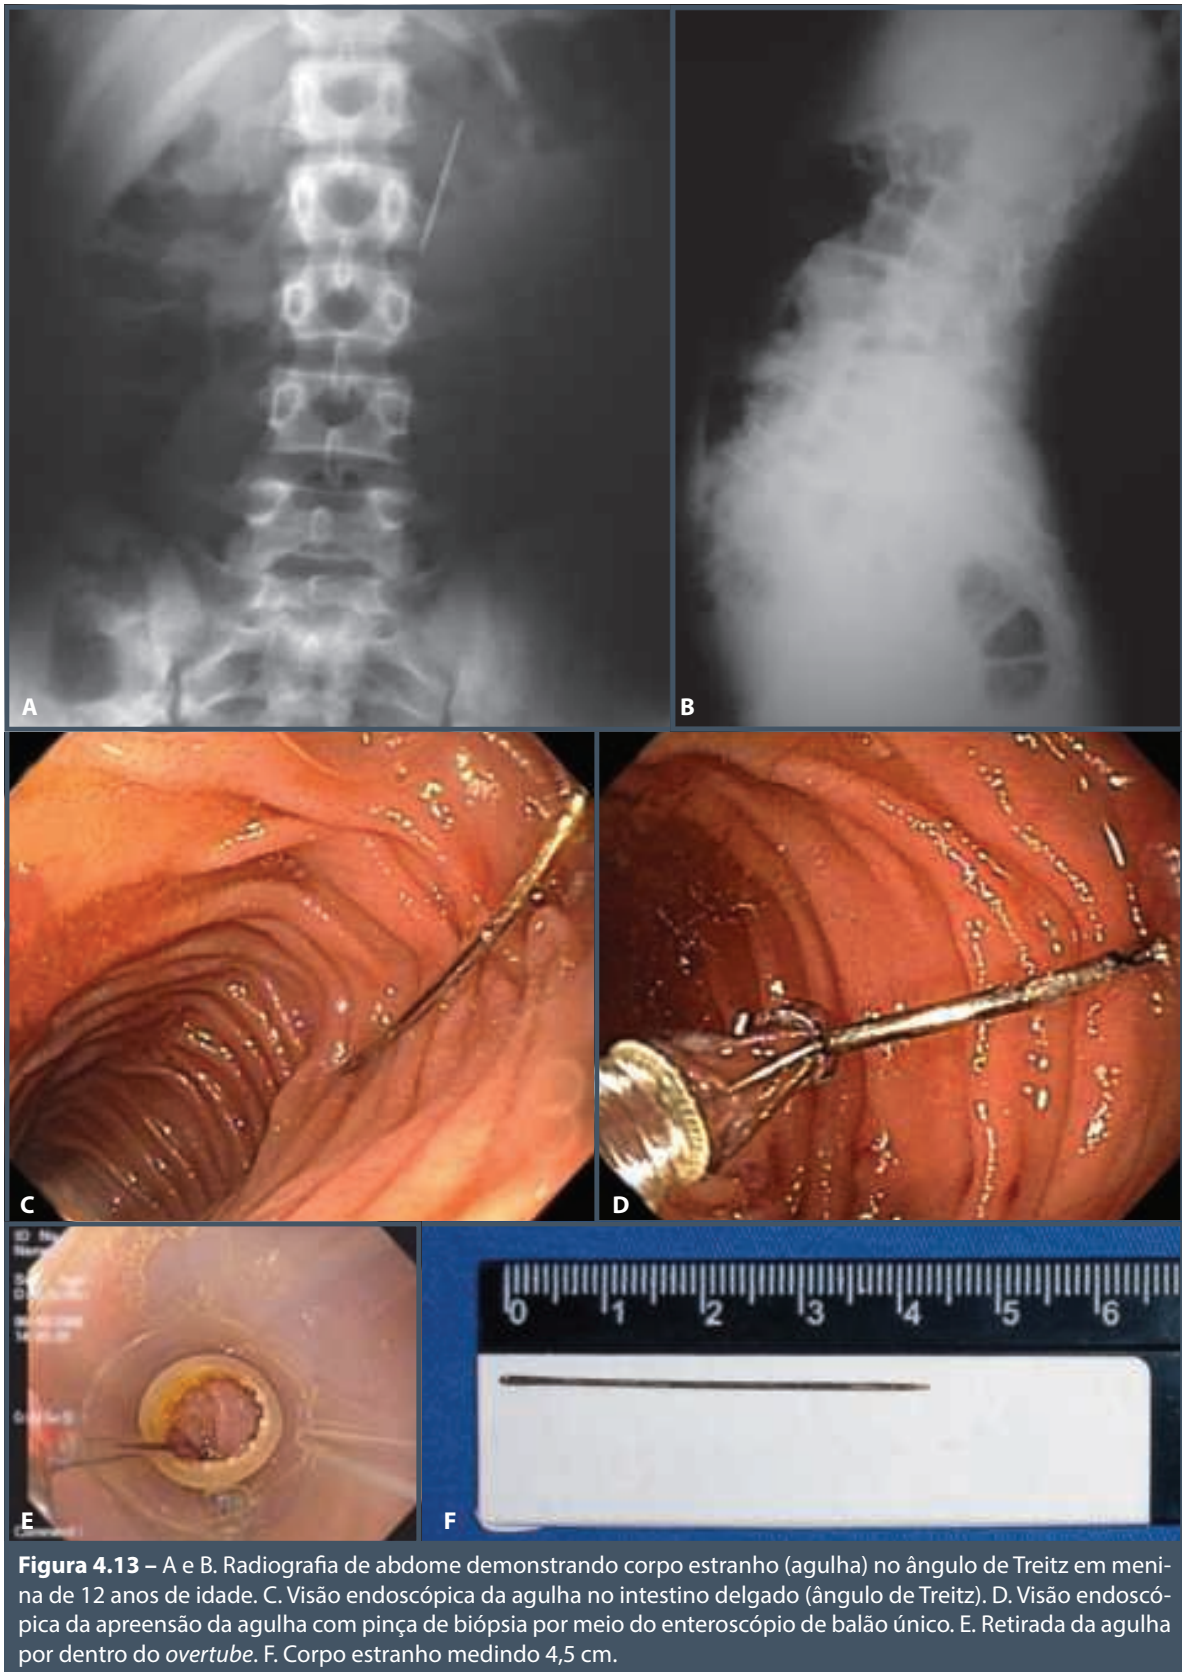 A
B
C
D
ID
E
0 1 2 3 4 5 6
F
Figura 4.13 – A e B. Radiografia de abdome demonstrando corpo estranho (agulha) no ângulo de Treitz em meni-
na de 12 anos de idade. C. Visão endoscópica da agulha no intestino delgado (ângulo de Treitz). D. Visão endoscó-
pica da apreensão da agulha com pinça de biópsia por meio do enteroscópio de balão único. E. Retirada da agulha
por dentro do overtube. F. Corpo estranho medindo 4,5 cm.